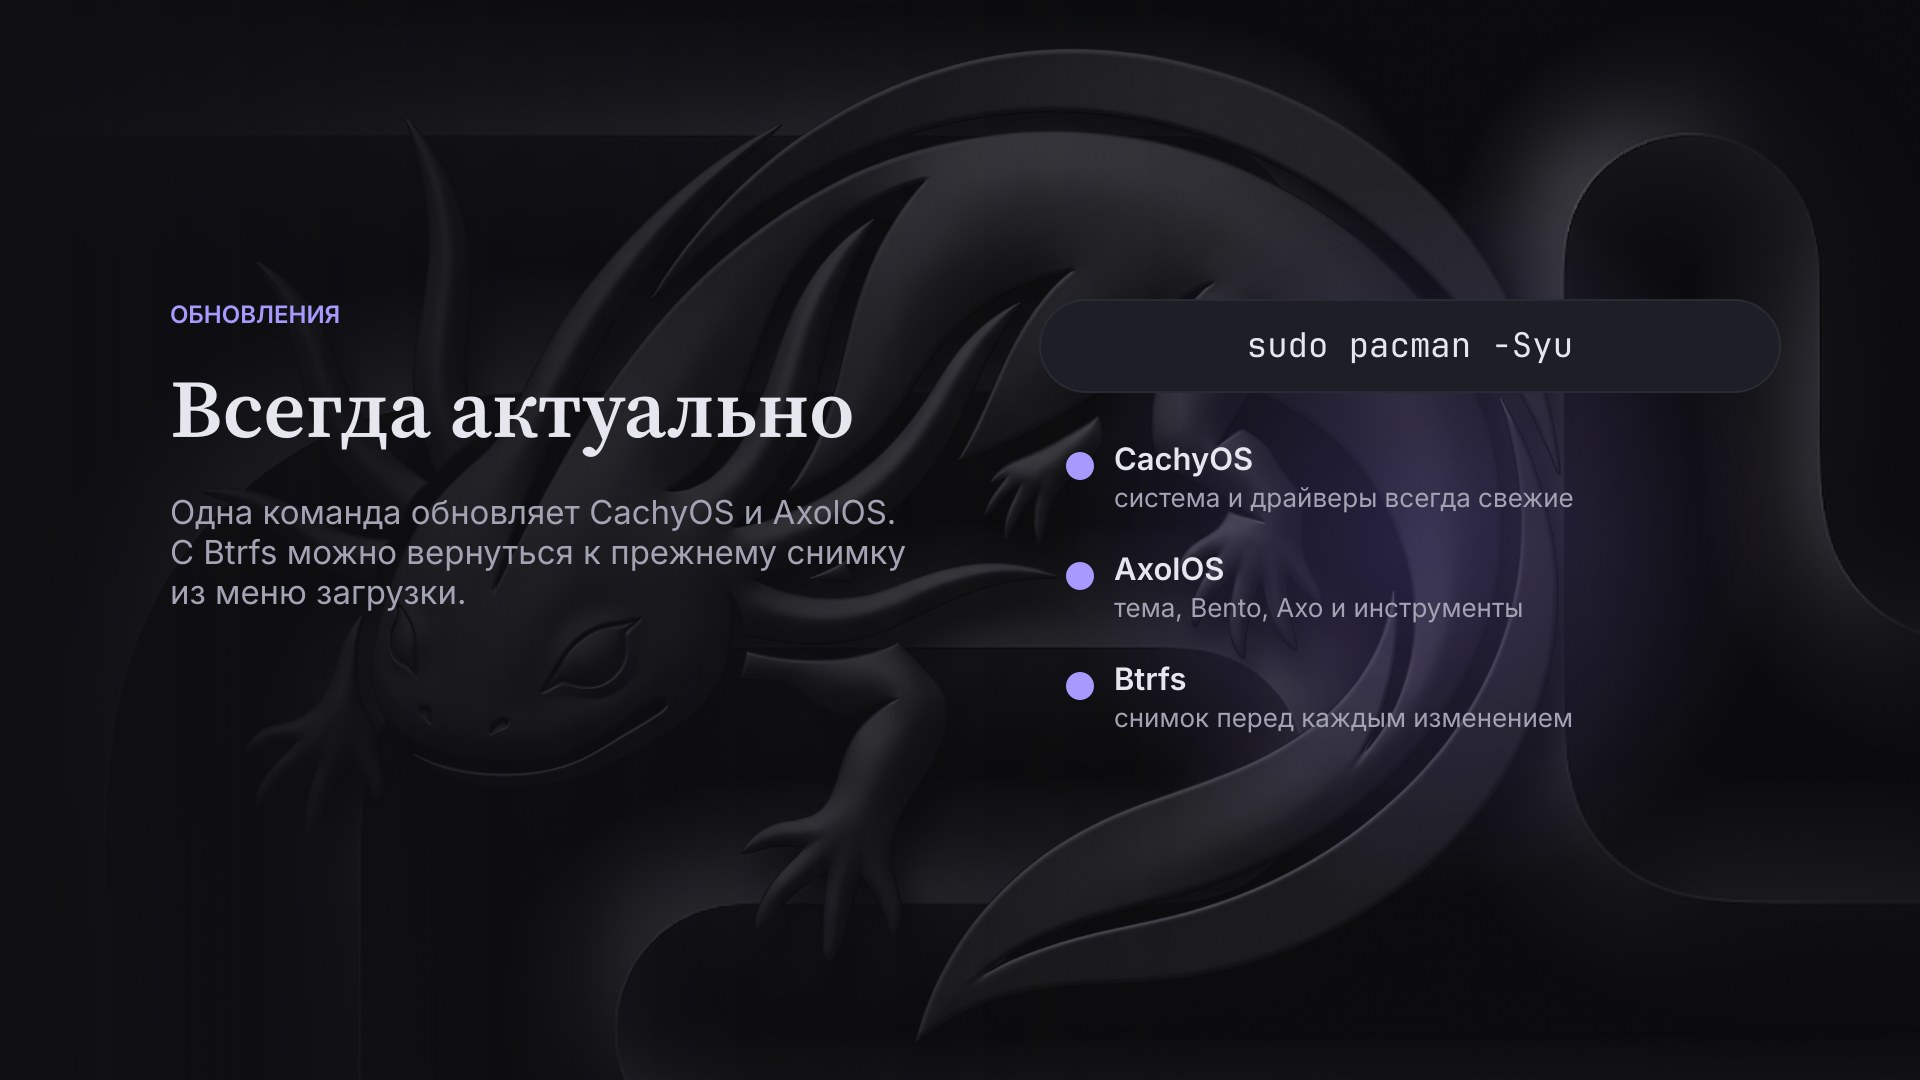 ОБНОВЛЕНИЯ
Всегда актуально
Одна команда обновляет CachyOS и AxolOS.
С Btrfs можно вернуться к прежнему снимку
из меню загрузки.
sudo pacman -Syu
CachyOS
система и драйверы всегда свежие
AxolOS
тема, Bento, Axo и инструменты
Btrfs
снимок перед каждым изменением